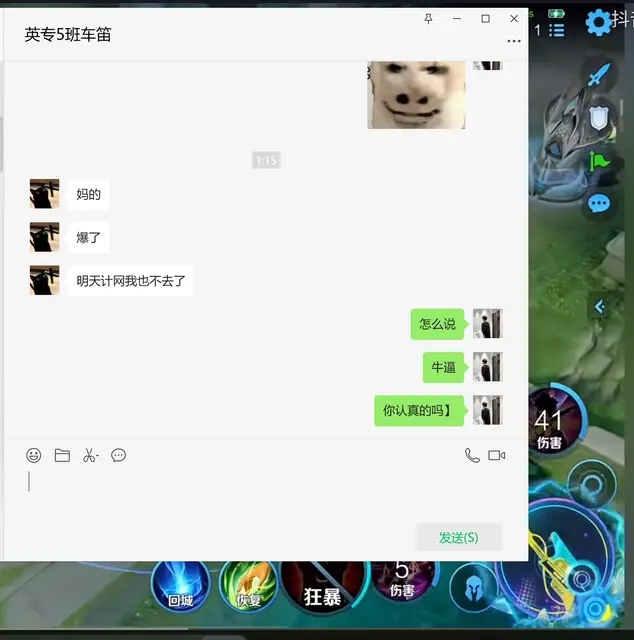 英专5班车笛
1:15
妈的
爆了
明天计网我也不去了
怎么说
牛逼
你认真的吗】
发送(S)
1
抖音
41
伤害
回城
恢复
狂暴
5
伤害